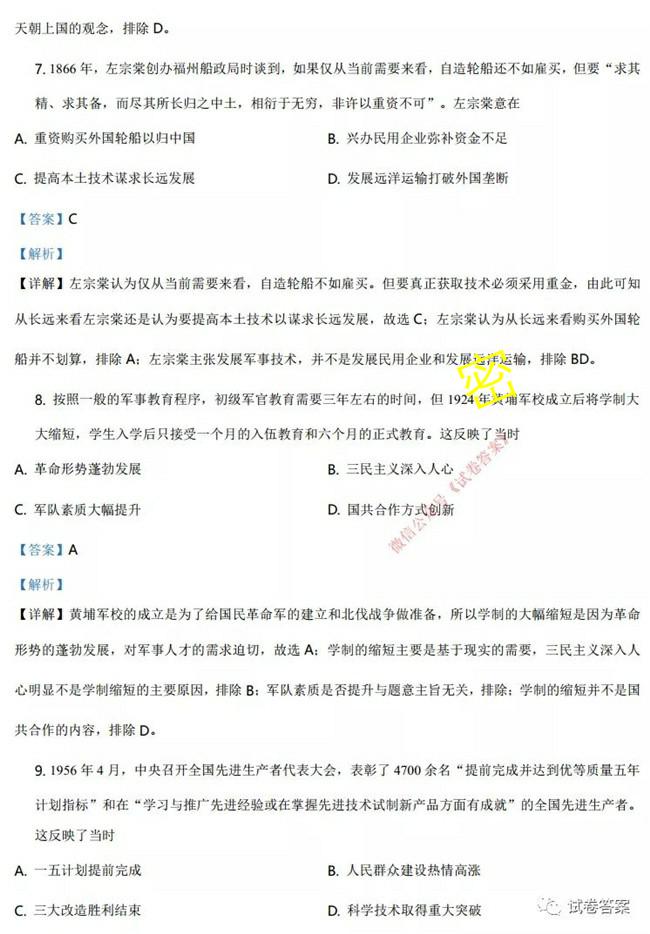 天朝上国的观念，排除 D。
7. 1866 年，左宗棠创办福州船政局时谈到，如果仅从当前需要来看，自造轮船还不如雇买，但要“求其
精、求其备，而尽其所长归之中土，相衍于无穷，非许以重资不可”。左宗棠意在
A. 重资购买外国轮船以归中国
B. 兴办民用企业弥补资金不足
C. 提高本土技术谋求长远发展
D. 发展远洋运输打破外国垄断
【答案】C
【解析】
【详解】左宗棠认为仅从当前需要来看，自造轮船不如雇买。但要真正获取技术必须采用重金，由此可知
从长远来看左宗棠还是认为要提高本土技术以谋求长远发展，故选 C；左宗棠认为从长远来看购买外国轮
船并不划算，排除 A；左宗棠主张发展军事技术，并不是发展民用企业和发展远洋运输，排除 BD。
密
8. 按照一般的军事教育程序，初级军官教育需要三年左右的时间，但 1924 年黄埔军校成立后将学制大
大缩短，学生入学后只接受一个月的入伍教育和六个月的正式教育。这反映了当时
A. 革命形势蓬勃发展
B. 三民主义深入人心
C. 军队素质大幅提升
D. 国共合作方式创新
微信公众号《试卷答案》
【答案】A
【解析】
【详解】黄埔军校的成立是为了给国民革命军的建立和北伐战争做准备，所以学制的大幅缩短是因为革命
形势的蓬勃发展，对军事人才的需求迫切，故选 A；学制的缩短主要是基于现实的需要，三民主义深入人
心明显不是学制缩短的主要原因，排除 B；军队素质是否提升与题意主旨无关，排除；学制的缩短并不是国
共合作的内容，排除 D。
9. 1956 年 4 月，中央召开全国先进生产者代表大会，表彰了 4700 余名“提前完成并达到优等质量五年
计划指标”和在“学习与推广先进经验或在掌握先进技术试制新产品方面有成就”的全国先进生产者。
这反映了当时
A. 一五计划提前完成
B. 人民群众建设热情高涨
C. 三大改造胜利结束
D. 科学技术取得重大突破
试卷答案